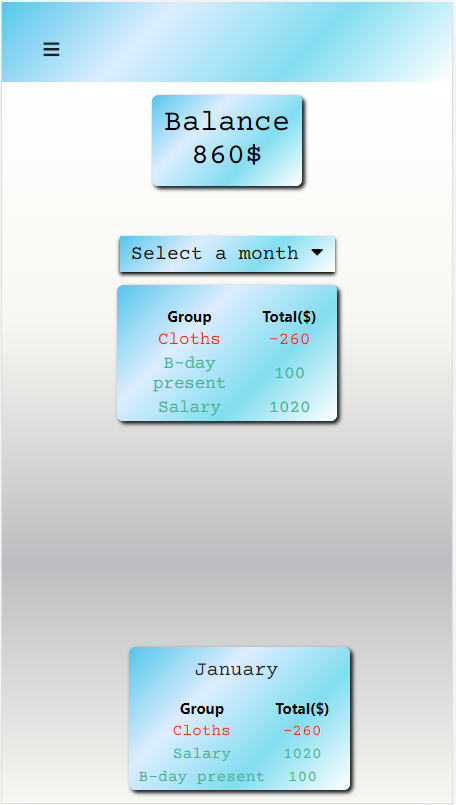 Balance
860$
Select a month
Group Total($)
Cloths -260
B-day
present 100
Salary 1020
January
Group Total($)
Cloths -260
Salary 1020
B-day present 100